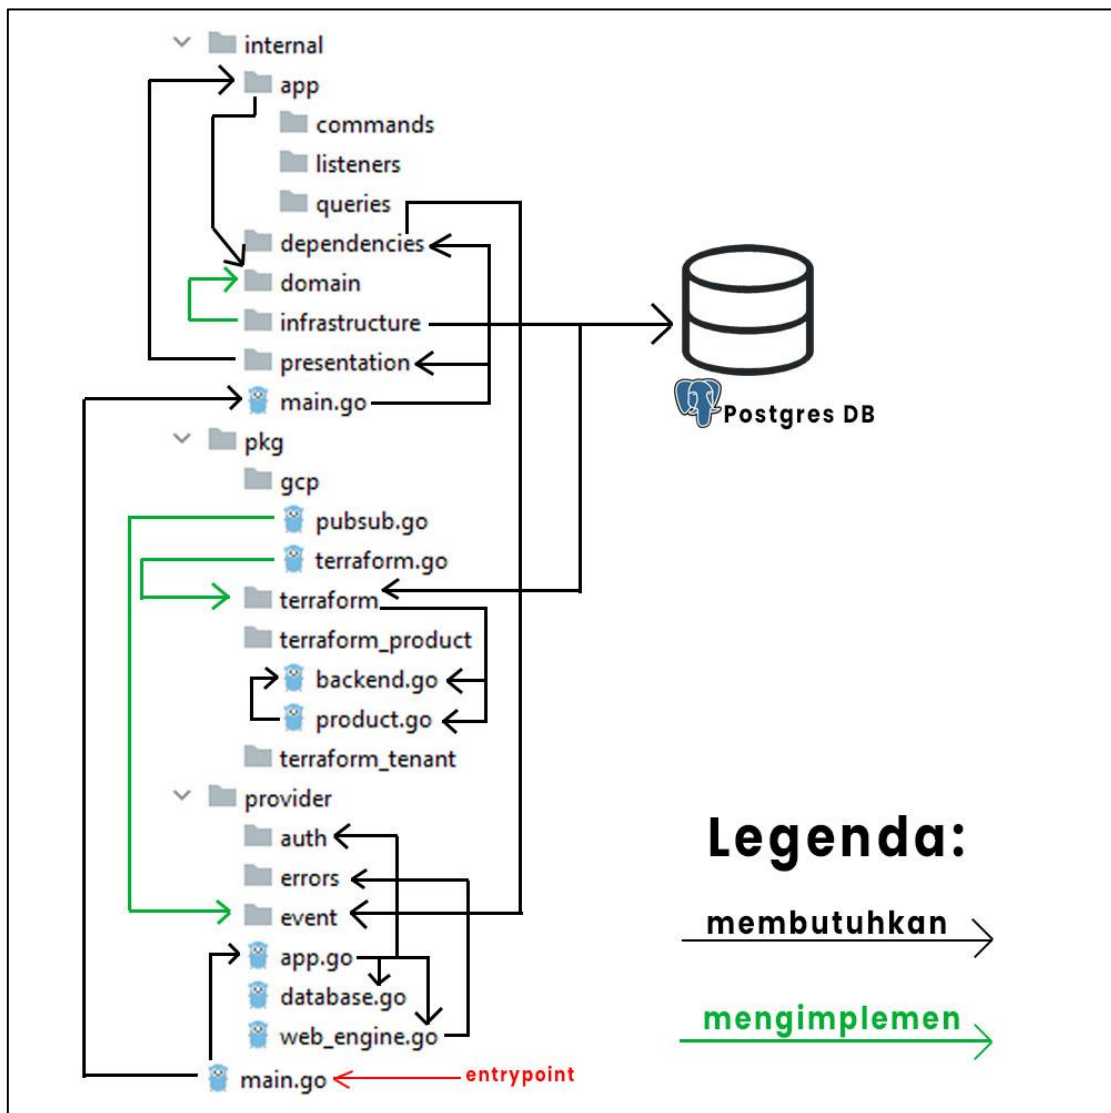 internal
app
commands
listeners
queries
dependencies
domain
infrastructure
presentation
main.go
Postgres DB
pkg
gcp
pubsub.go
terraform.go
terraform
terraform_product
backend.go
product.go
terraform_tenant
provider
auth
errors
event
app.go
database.go
web_engine.go
main.go
entrypoint
Legenda:
membutuhkan
mengimplemen